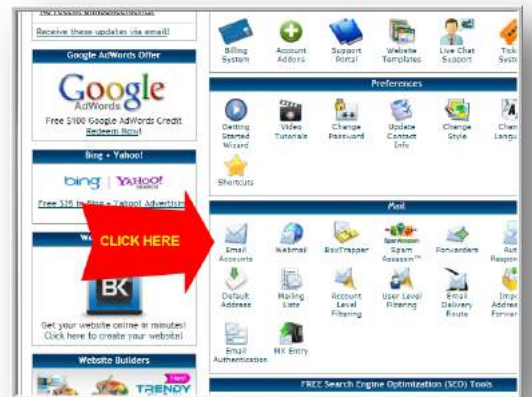 Receive these updates via email!
Google AdWords Offer
Google
AdWords
Free $100 Google AdWords Credit
Redeem Now!
Bing + Yahoo!
bing | YAHOO!
SEARCH
Free $25 in Bing + Yahoo! Advertising
CLICK HERE
BK
Get your website online in minutes!
Click here to create your website!
Website Builders
New!
TRENDY
Billing
System
Account
Addons
Support
Portal
Website
Templates
Live Chat
Support
Preferences
Getting
Started
Wizard
Video
Tutorials
Change
Password
Update
Contact
Info
Change
Style
Shortcuts
Mail
Email
Accounts
Webmail
BoxTrapper
Spam
Assassin™
Forwarders
Default
Address
Mailing
Lists
Account
Level
Filtering
User Level
Filtering
Email
Delivery
Route
Email
Authentication
MX Entry
FREE Search Engine Optimization (SEO) Tools